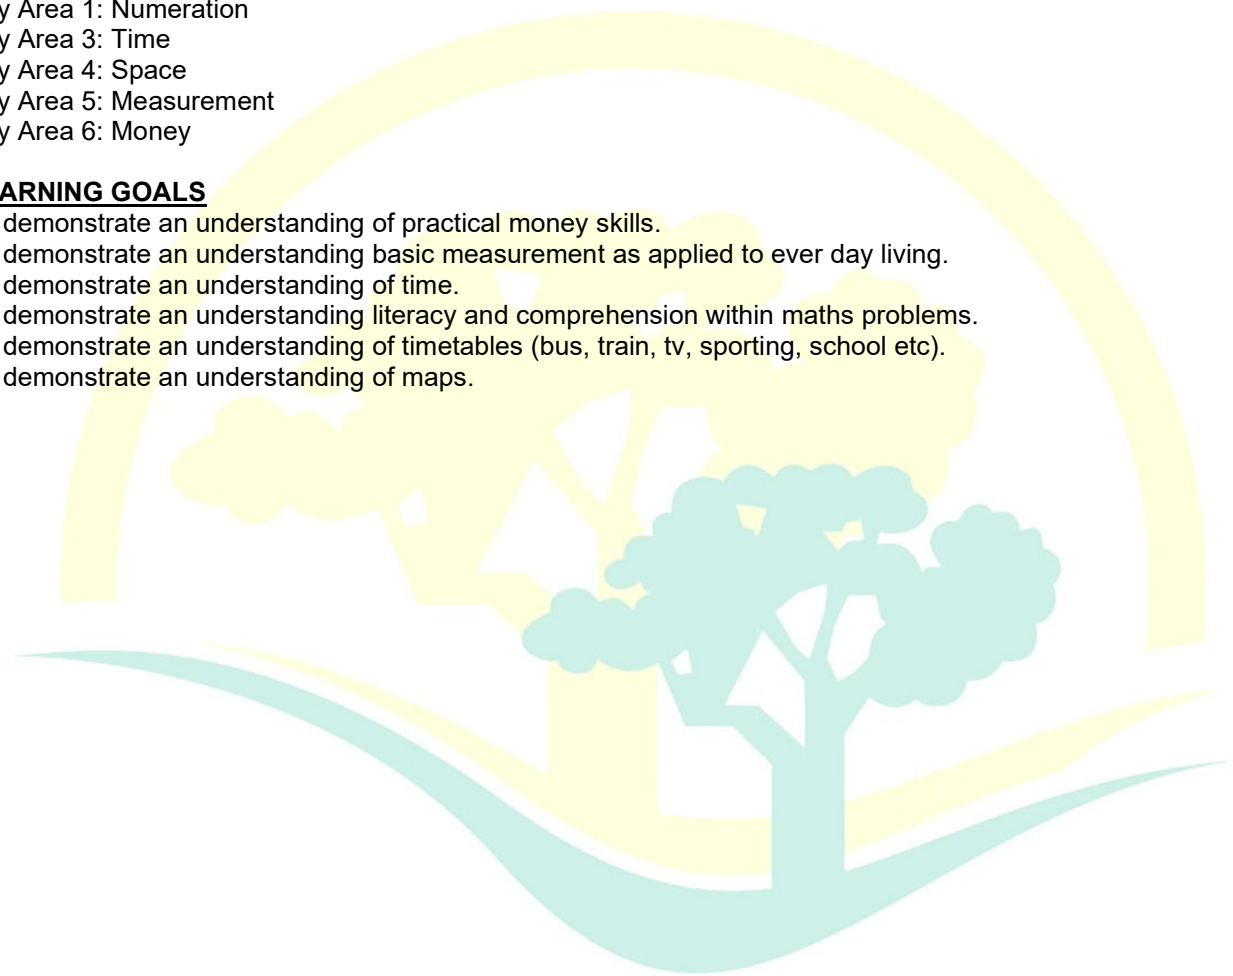 y Area 1: Numeration
y Area 3: Time
y Area 4: Space
y Area 5: Measurement
y Area 6: Money
ARNING GOALS
demonstrate an understanding of practical money skills.
demonstrate an understanding basic measurement as applied to ever day living.
demonstrate an understanding of time.
demonstrate an understanding literacy and comprehension within maths problems.
demonstrate an understanding of timetables (bus, train, tv, sporting, school etc).
demonstrate an understanding of maps.